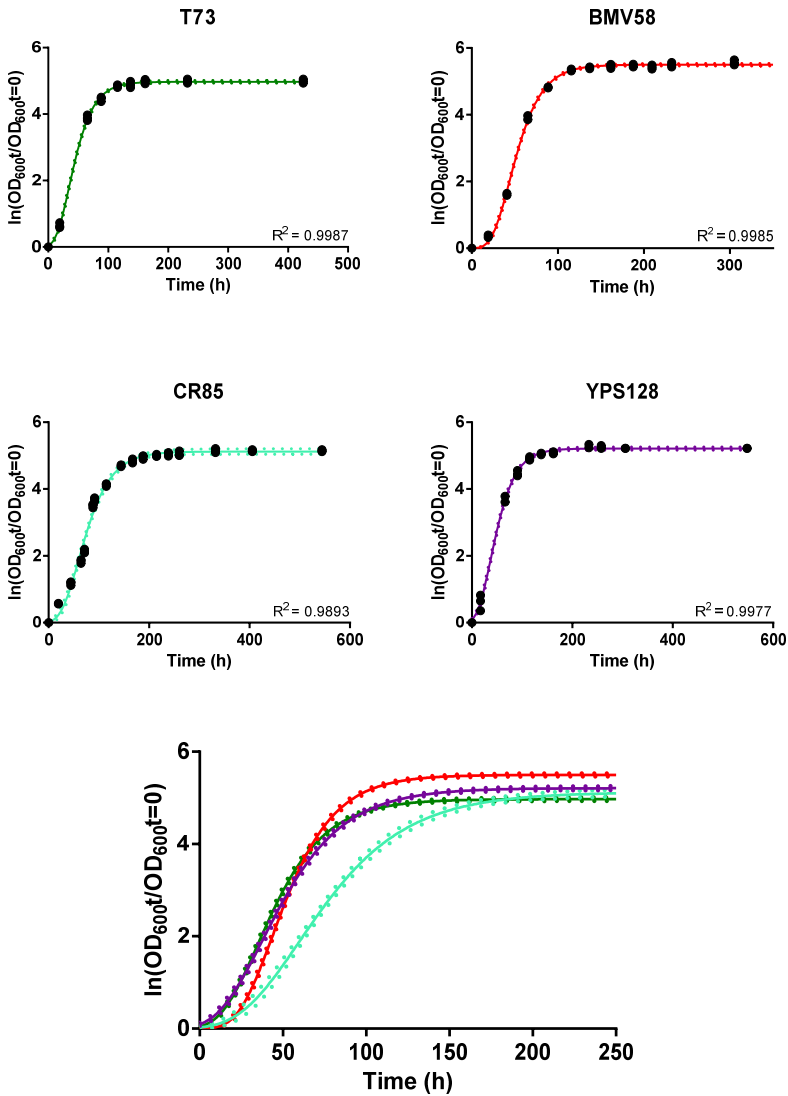 T73
ln(OD600t/OD600t=0)
6
4
2
0
R2 = 0.9987
0 100 200 300 400 500
Time (h)
BMV58
ln(OD600t/OD600t=0)
6
4
2
0
R2 = 0.9985
0 100 200 300
Time (h)
CR85
ln(OD600t/OD600t=0)
6
4
2
0
R2 = 0.9893
0 200 400 600
Time (h)
YPS128
ln(OD600t/OD600t=0)
6
4
2
0
R2 = 0.9977
0 200 400 600
Time (h)
ln(OD600t/OD600t=0)
6
4
2
0
0 50 100 150 200 250
Time (h)